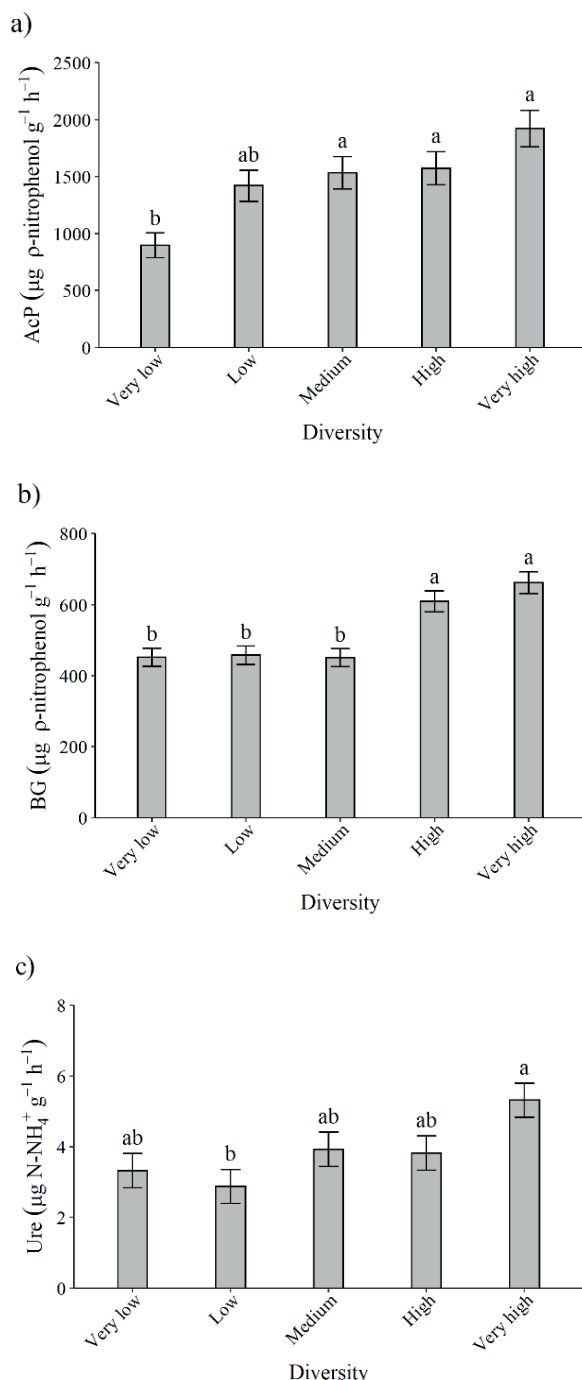 a)
AcP (µg ρ-nitrophenol g⁻¹ h⁻¹)
2500
2000
1500
1000
500
0
b
ab
a
a
a
Very low
Low
Medium
High
Very high
Diversity
b)
BG (µg ρ-nitrophenol g⁻¹ h⁻¹)
800
600
400
200
0
b
b
b
a
a
Very low
Low
Medium
High
Very high
Diversity
c)
Ure (µg N-NH₄⁺ g⁻¹ h⁻¹)
8
6
4
2
0
ab
b
ab
ab
a
Very low
Low
Medium
High
Very high
Diversity